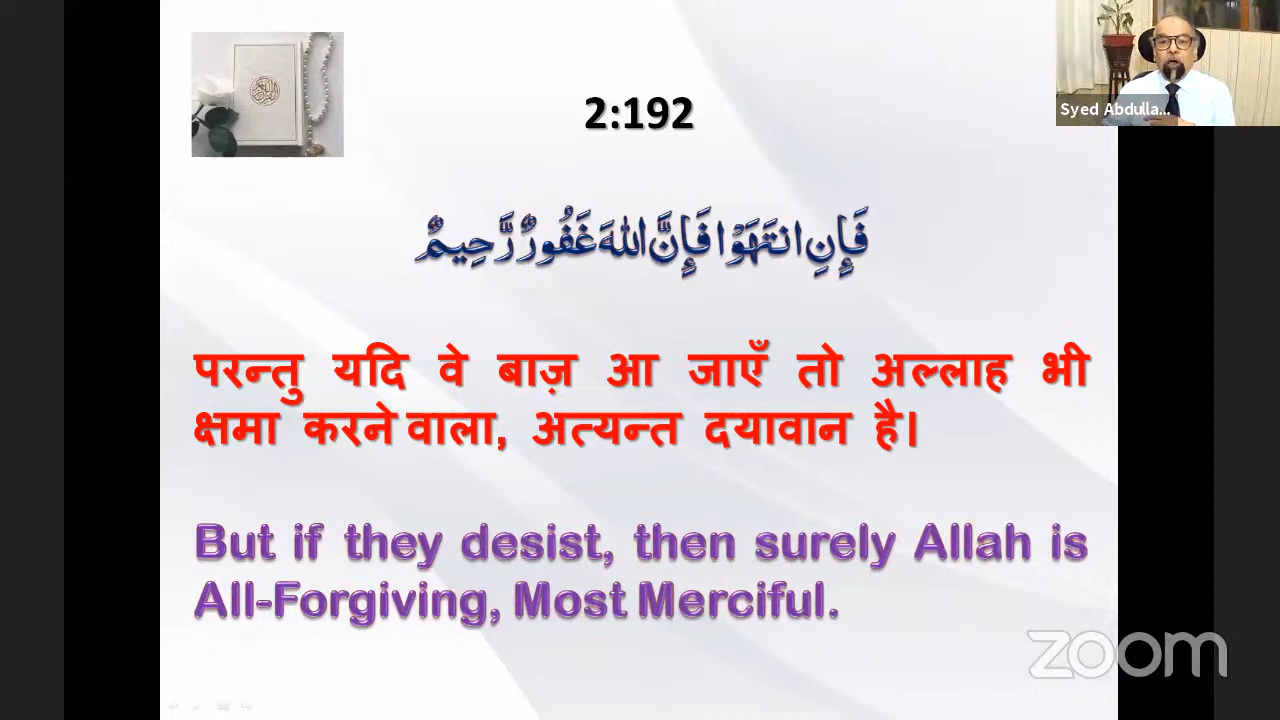 2:192
Syed Abdulla...
فَإِنِ انتَهَوْا فَإِنَّ اللهَ غَفُورٌ رَّحِيمٌ
परन्तु यदि वे बाज़ आ जाएँ तो अल्लाह भी
क्षमा करने वाला, अत्यन्त दयावान है।
But if they desist, then surely Allah is
All-Forgiving, Most Merciful.
zoom